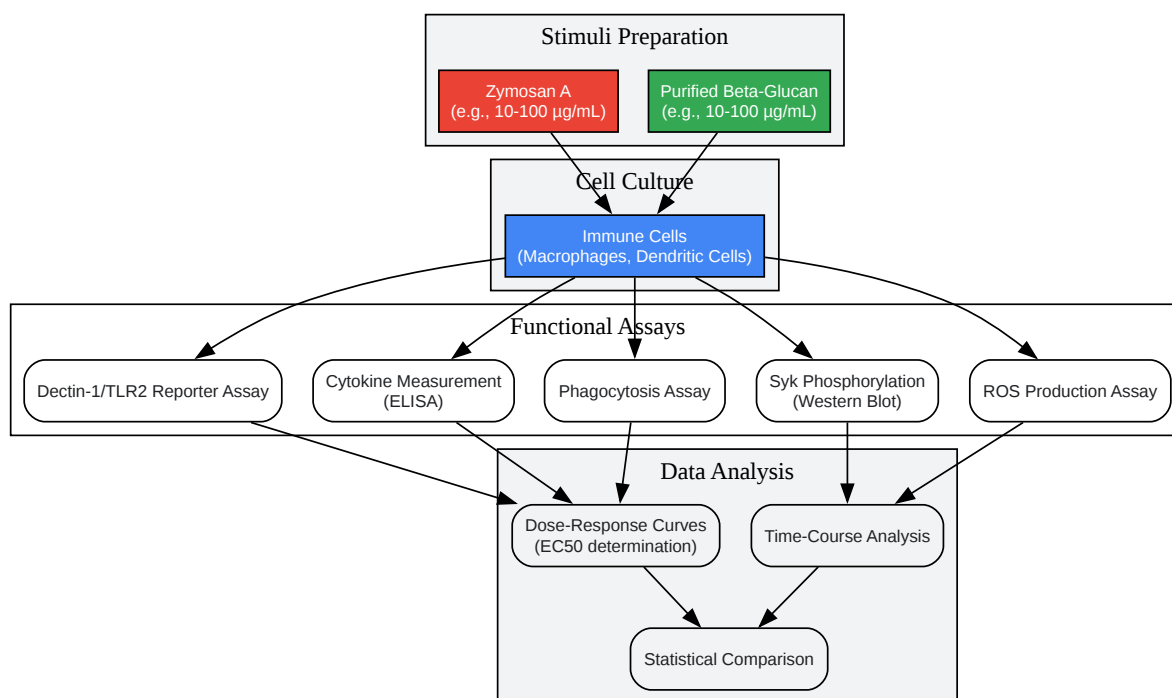 Stimuli Preparation
Zymosan A
(e.g., 10-100 µg/mL)
Purified Beta-Glucan
(e.g., 10-100 µg/mL)
Cell Culture
Immune Cells
(Macrophages, Dendritic Cells)
Functional Assays
Dectin-1/TLR2 Reporter Assay
Cytokine Measurement
(ELISA)
Phagocytosis Assay
Syk Phosphorylation
(Western Blot)
ROS Production Assay
Data Analysis
Dose-Response Curves
(EC50 determination)
Time-Course Analysis
Statistical Comparison